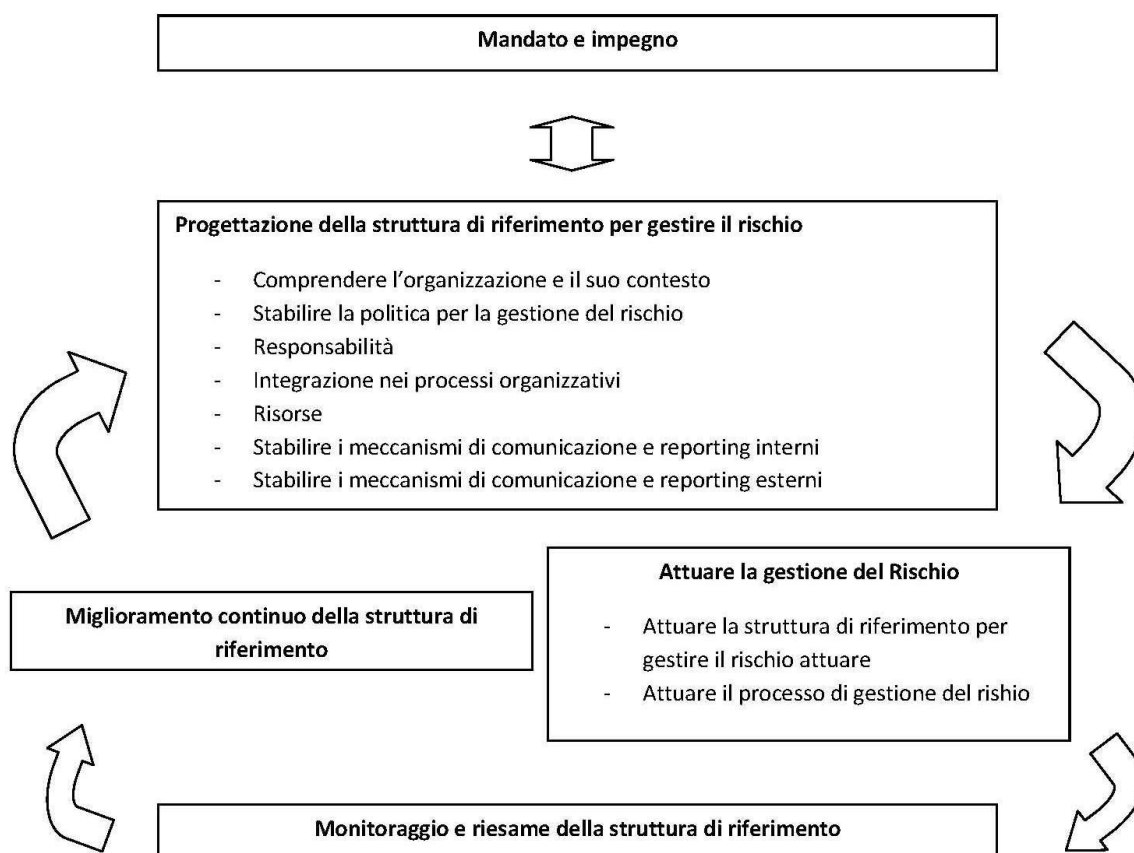 Mandato e impegno
Progettazione della struttura di riferimento per gestire il rischio
- Comprendere l'organizzazione e il suo contesto
- Stabilire la politica per la gestione del rischio
- Responsabilità
- Integrazione nei processi organizzativi
- Risorse
- Stabilire i meccanismi di comunicazione e reporting interni
- Stabilire i meccanismi di comunicazione e reporting esterni
Attuare la gestione del Rischio
- Attuare la struttura di riferimento per
gestire il rischio attuare
- Attuare il processo di gestione del rishio
Miglioramento continuo della struttura di
riferimento
Monitoraggio e riesame della struttura di riferimento